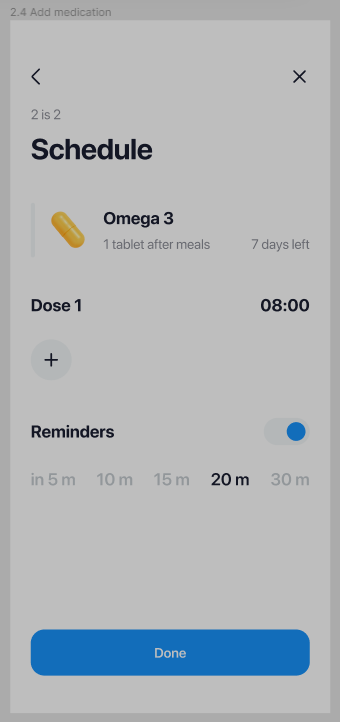 2.4 Add medication
2 is 2
Schedule
Omega 3
1 tablet after meals 7 days left
Dose 1 08:00
Reminders
in 5 m 10 m 15 m 20 m 30 m
Done